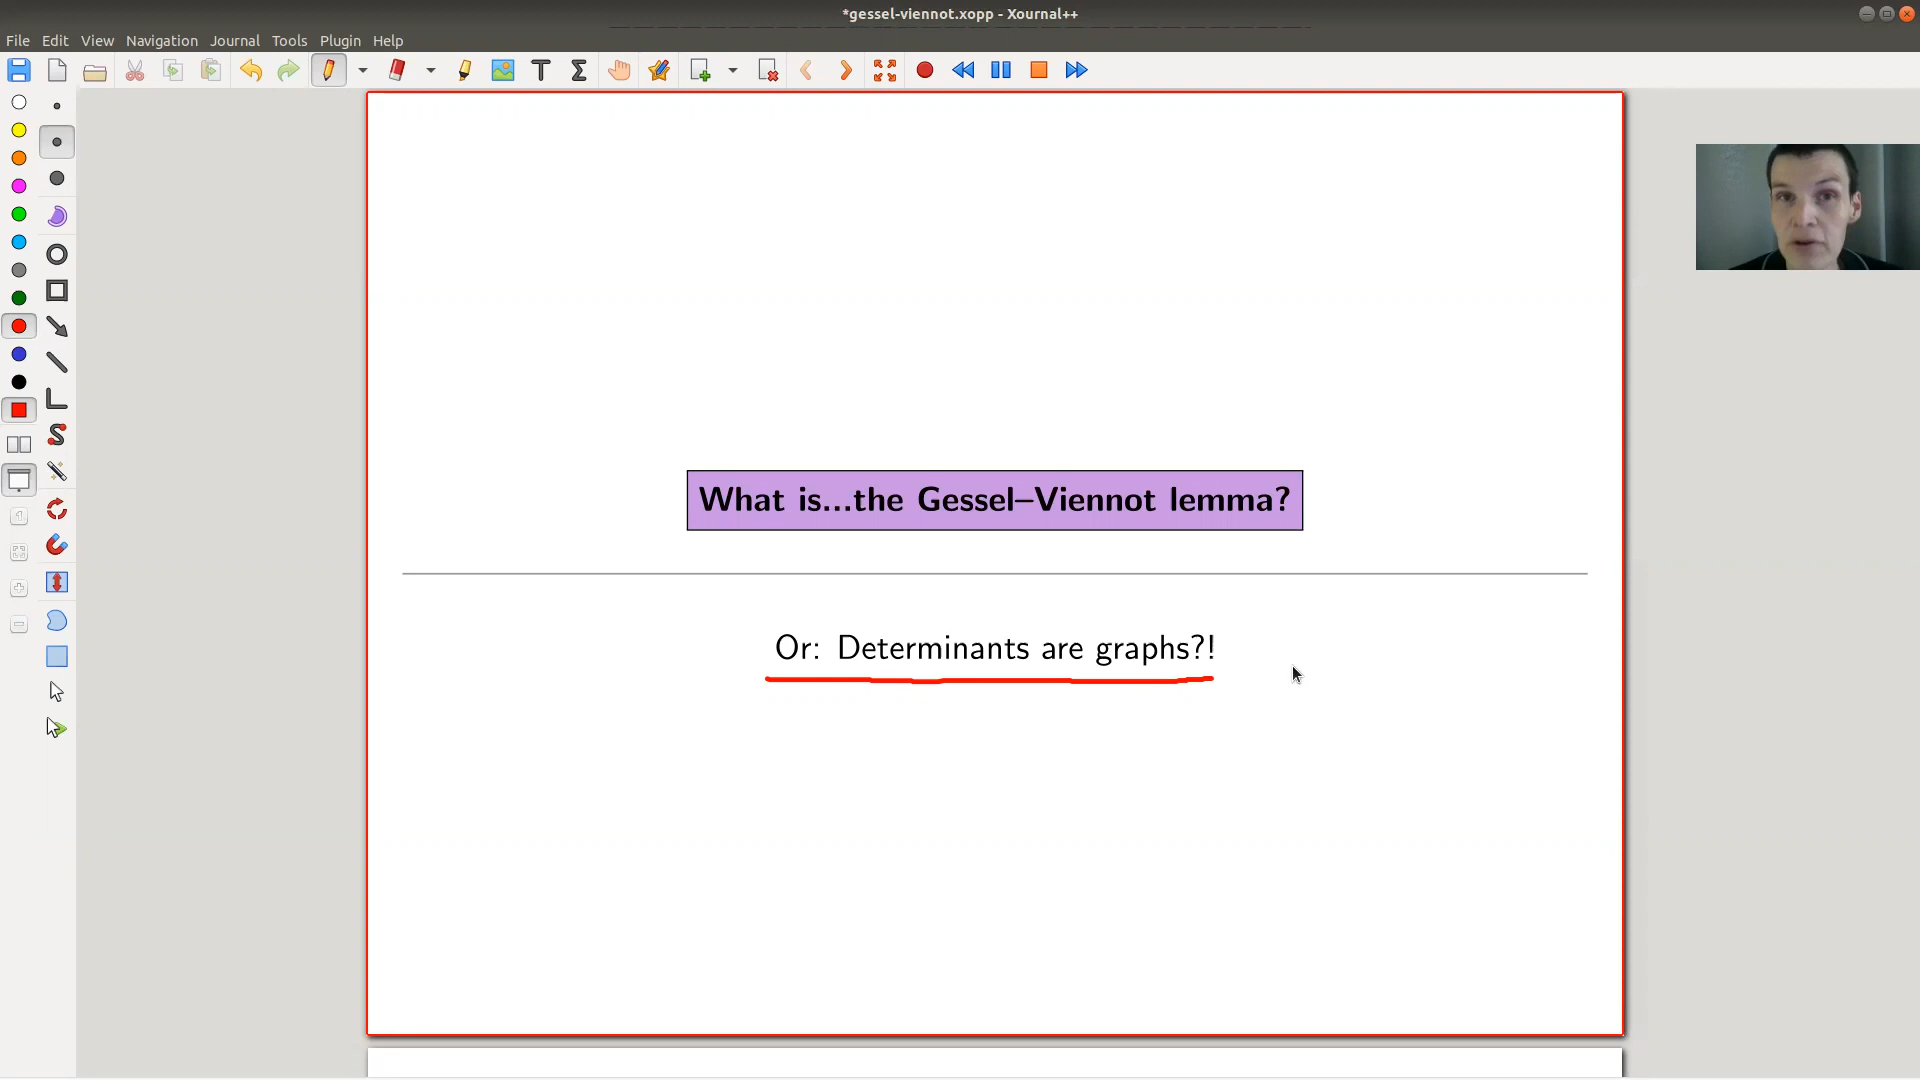 *gessel-viennot.xopp - Xournal++
File Edit View Navigation Journal Tools Plugin Help
What is...the Gessel–Viennot lemma?
Or: Determinants are graphs?!